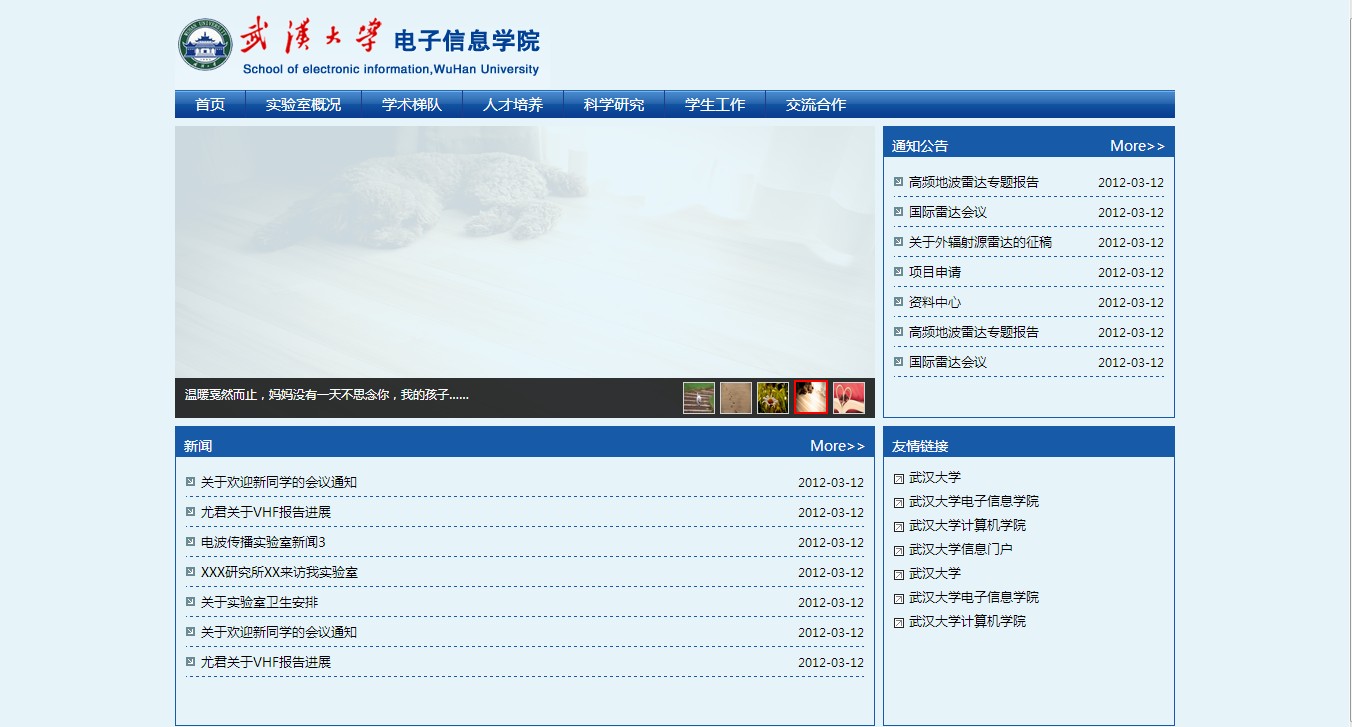 武漢大学 电子信息学院
School of electronic information,WuHan University
首页 实验室概况 学术梯队 人才培养 科学研究 学生工作 交流合作
通知公告 More>>
高频地波雷达专题报告 2012-03-12
国际雷达会议 2012-03-12
关于外辐射源雷达的征稿 2012-03-12
项目申请 2012-03-12
资料中心 2012-03-12
高频地波雷达专题报告 2012-03-12
国际雷达会议 2012-03-12
温暖戛然而止，妈妈没有一天不思念你，我的孩子......
新闻 More>>
关于欢迎新同学的会议通知 2012-03-12
尤君关于VHF报告进展 2012-03-12
电波传播实验室新闻3 2012-03-12
XXX研究所XX来访我实验室 2012-03-12
关于实验室卫生安排 2012-03-12
关于欢迎新同学的会议通知 2012-03-12
尤君关于VHF报告进展 2012-03-12
友情链接
武汉大学
武汉大学电子信息学院
武汉大学计算机学院
武汉大学信息门户
武汉大学
武汉大学电子信息学院
武汉大学计算机学院